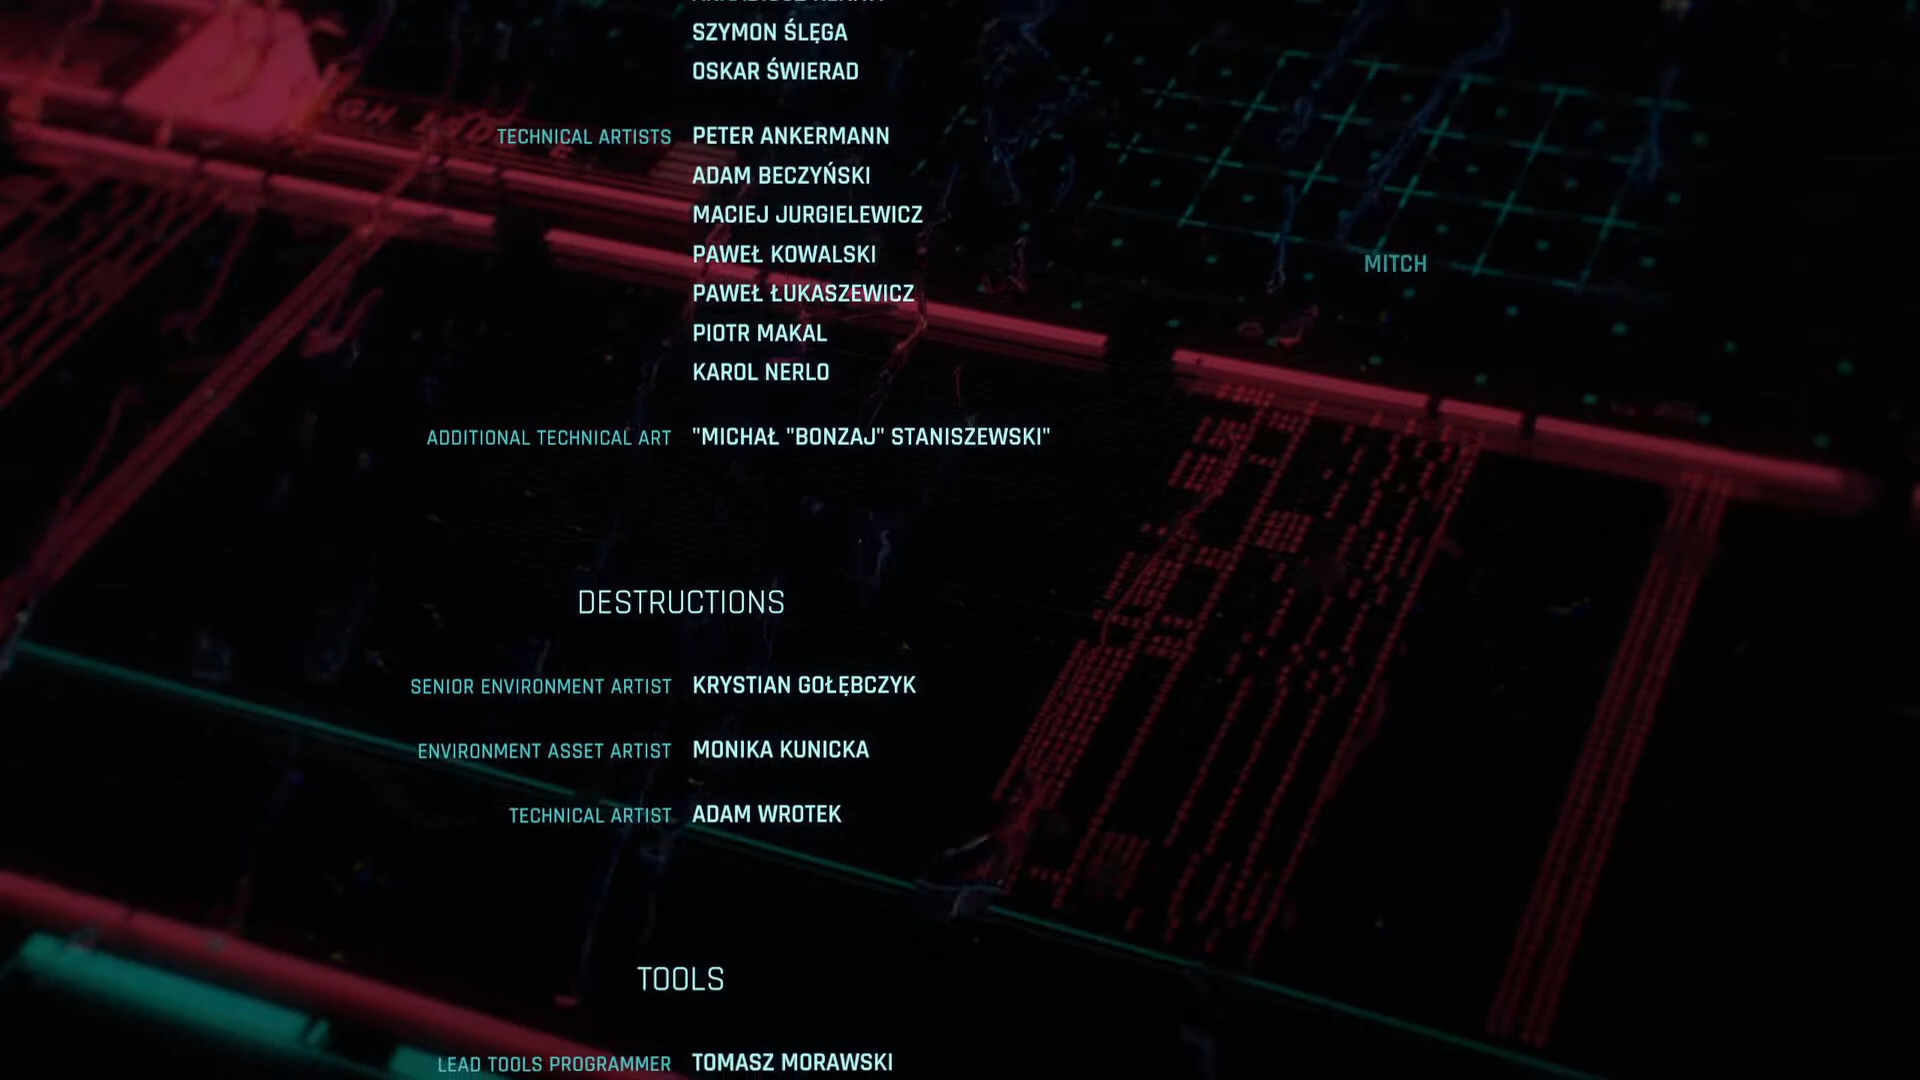 SZYMON ŚLĘGA
OSKAR ŚWIERAD
TECHNICAL ARTISTS PETER ANKERMANN
ADAM BECZYŃSKI
MACIEJ JURGIELEWICZ
PAWEŁ KOWALSKI
MITCH
PAWEŁ ŁUKASZEWICZ
PIOTR MAKAL
KAROL NERLO
ADDITIONAL TECHNICAL ART "MICHAŁ "BONZAJ" STANISZEWSKI"
DESTRUCTIONS
SENIOR ENVIRONMENT ARTIST KRYSTIAN GOŁĘBCZYK
ENVIRONMENT ASSET ARTIST MONIKA KUNICKA
TECHNICAL ARTIST ADAM WROTEK
TOOLS
LEAD TOOLS PROGRAMMER TOMASZ MORAWSKI